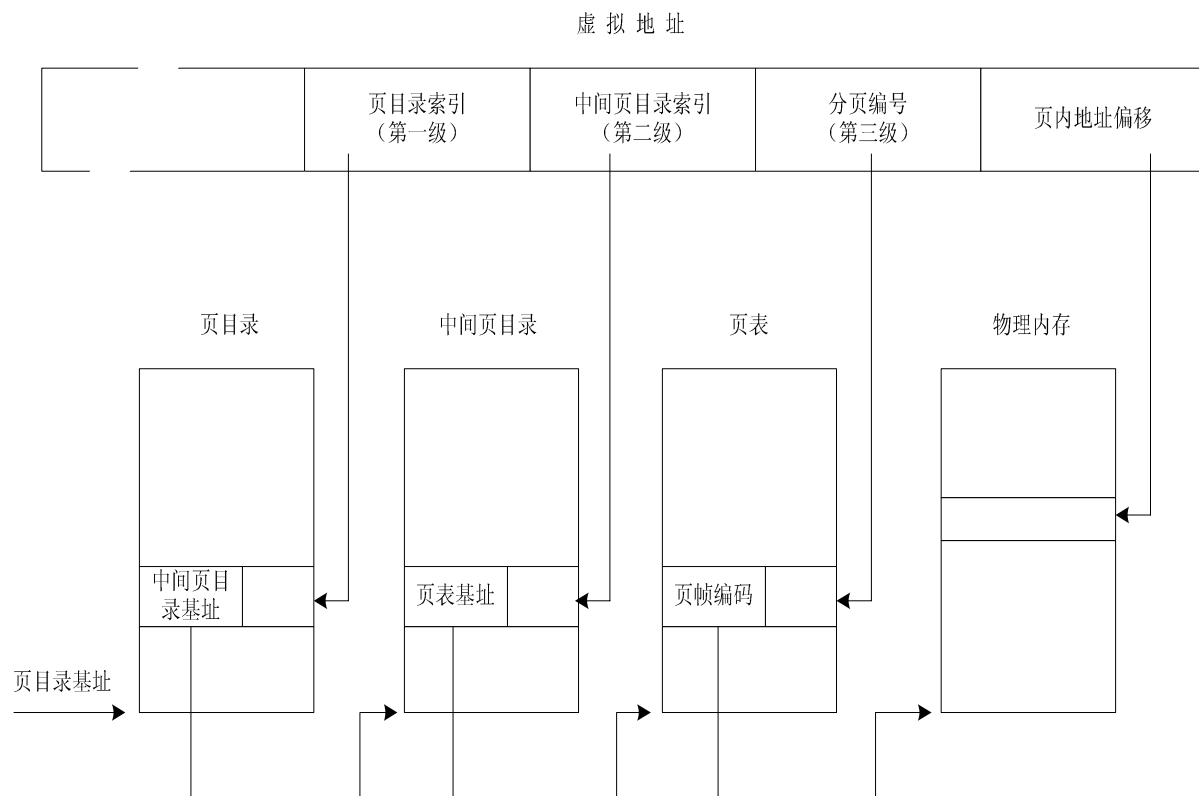 虚拟地址
页目录索引
（第一级）
中间页目录索引
（第二级）
分页编号
（第三级）
页内地址偏移
页目录
中间页目录
页表
物理内存
中间页目
录基址
页表基址
页帧编码
页目录基址